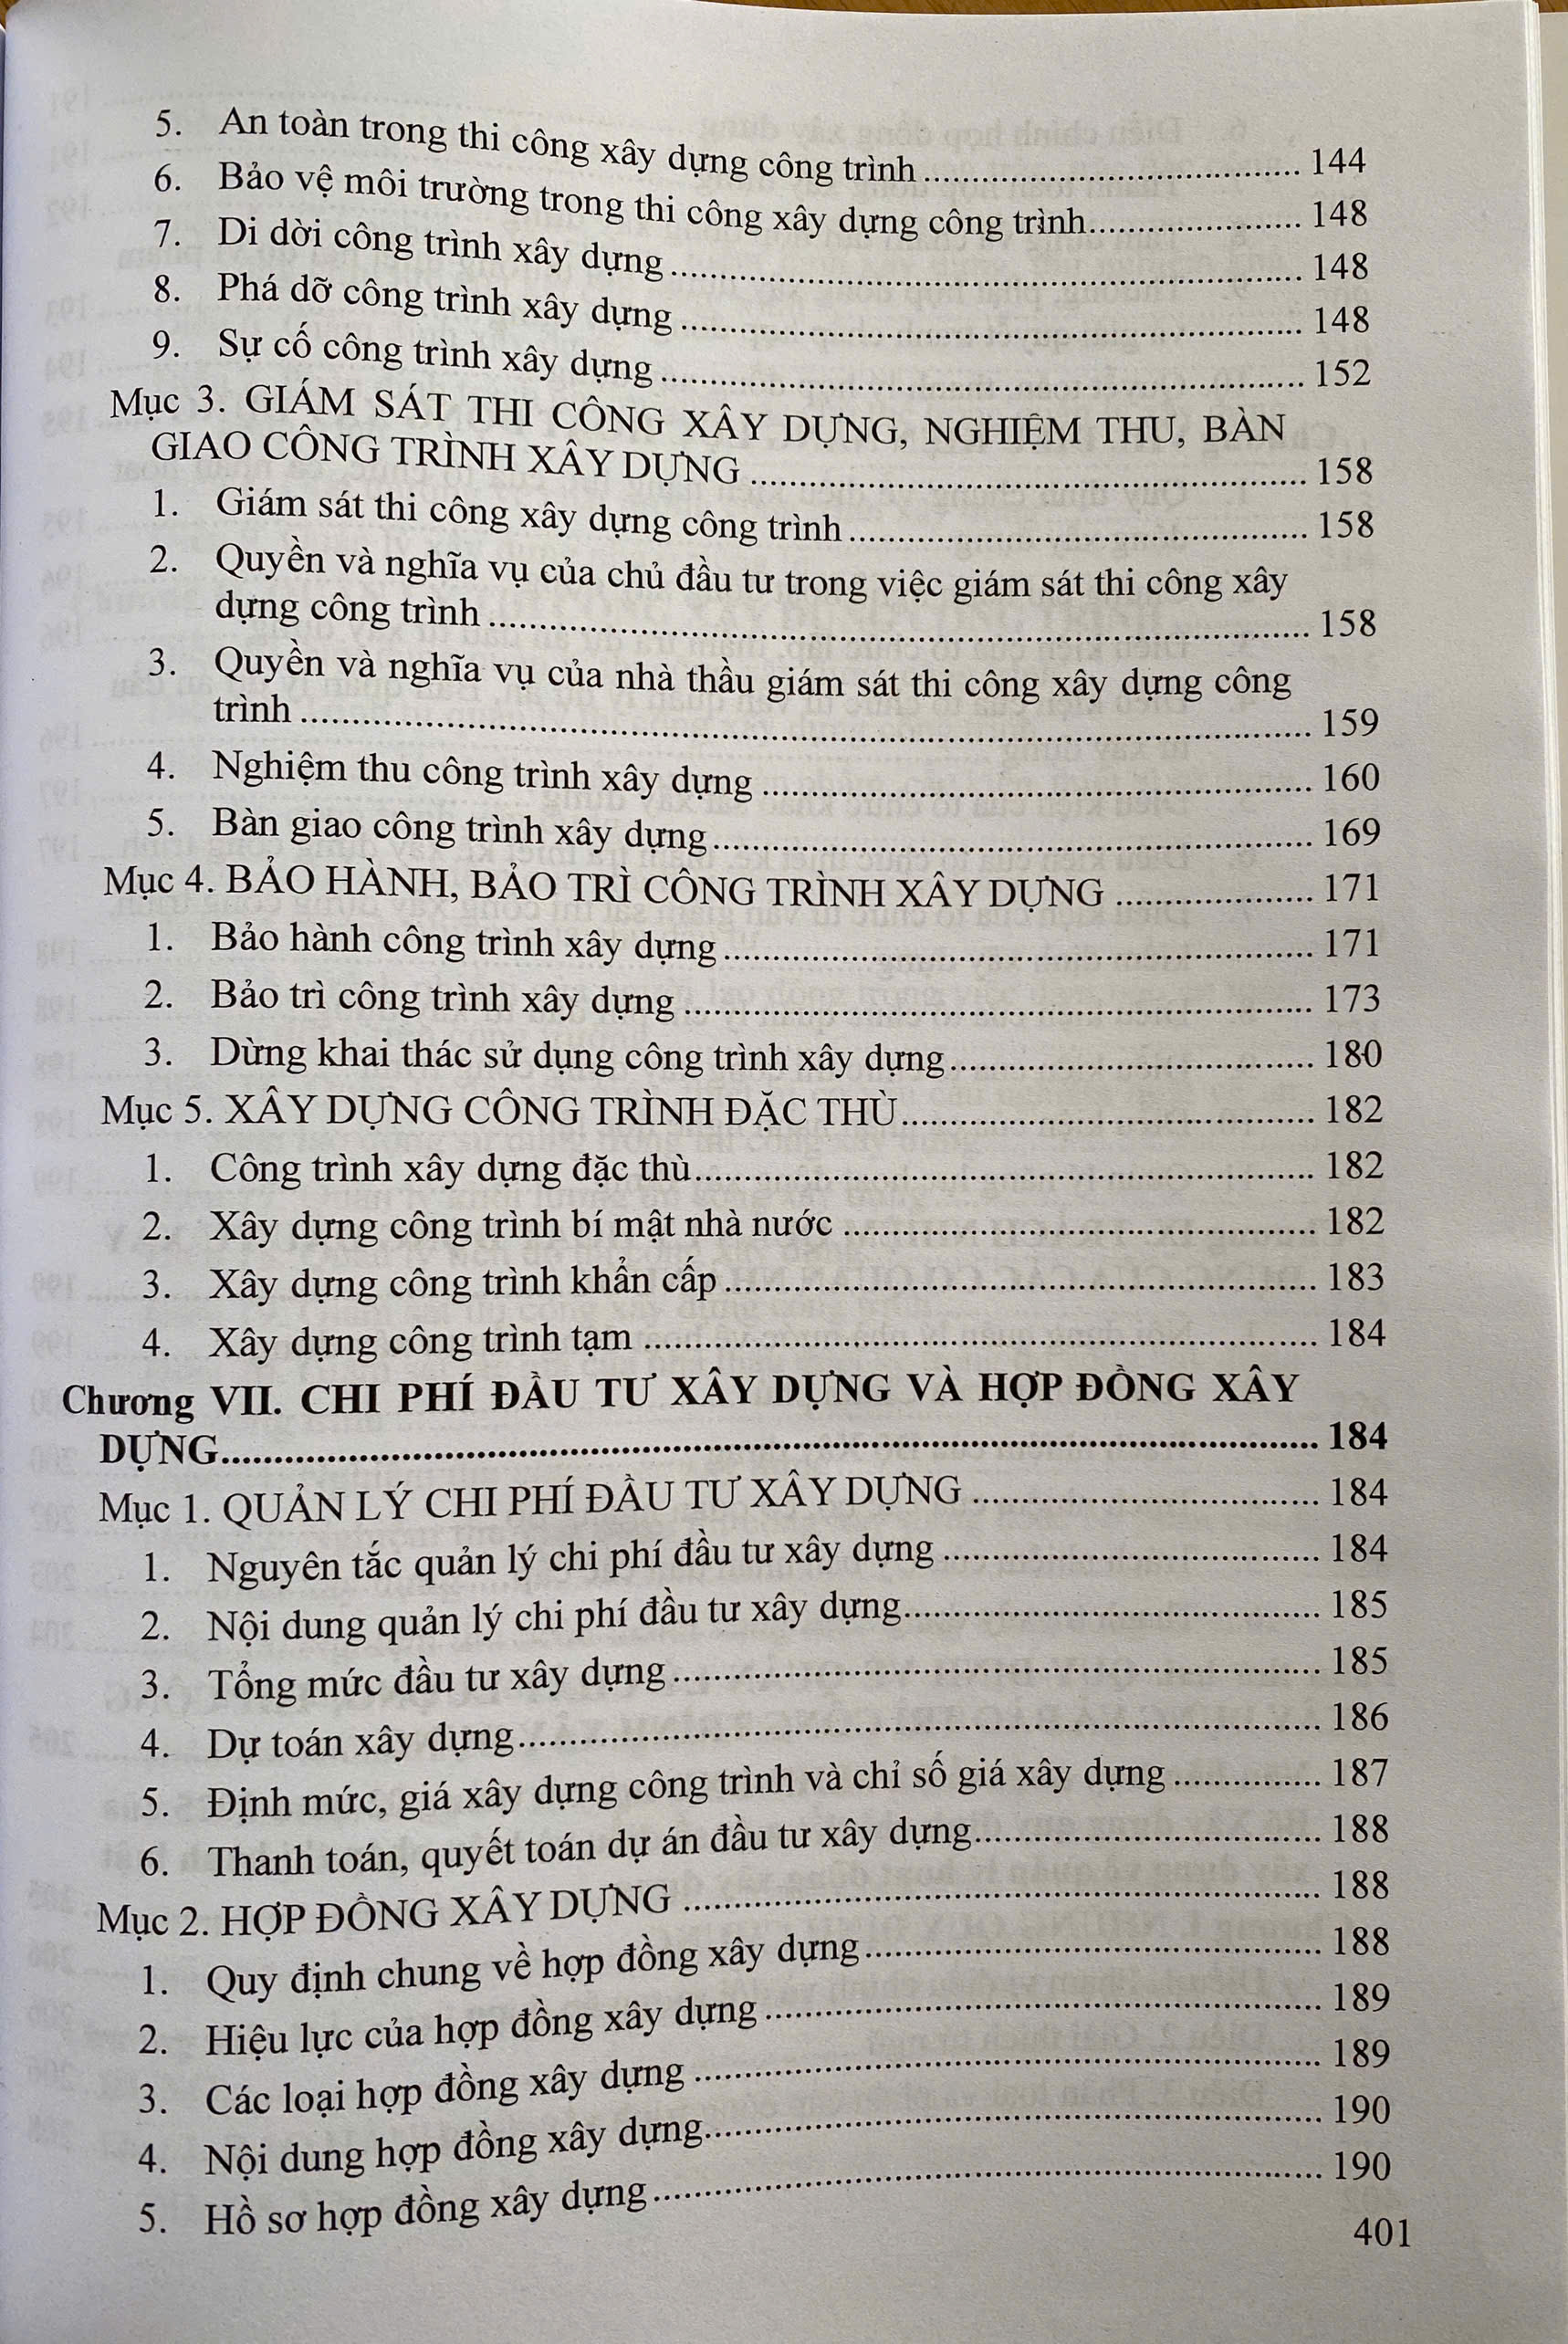 5. An toàn trong thi công xây dựng công trình ........ 144
6. Bảo vệ môi trường trong thi công xây dựng công trình........ 148
7. Di dời công trình xây dựng ........ 148
8. Phá dỡ công trình xây dựng ........ 148
9. Sự cố công trình xây dựng ........ 152
Mục 3. GIÁM SÁT THI CÔNG XÂY DỰNG, NGHIỆM THU, BÀN
GIAO CÔNG TRÌNH XÂY DỰNG ........ 158
1. Giám sát thi công xây dựng công trình ........ 158
2. Quyền và nghĩa vụ của chủ đầu tư trong việc giám sát thi công xây
dựng công trình ........ 158
3. Quyền và nghĩa vụ của nhà thầu giám sát thi công xây dựng công
trình ........ 159
4. Nghiệm thu công trình xây dựng ........ 160
5. Bàn giao công trình xây dựng ........ 169
Mục 4. BẢO HÀNH, BẢO TRÌ CÔNG TRÌNH XÂY DỰNG ........ 171
1. Bảo hành công trình xây dựng ........ 171
2. Bảo trì công trình xây dựng ........ 173
3. Dừng khai thác sử dụng công trình xây dựng ........ 180
Mục 5. XÂY DỰNG CÔNG TRÌNH ĐẶC THÙ ........ 182
1. Công trình xây dựng đặc thù ........ 182
2. Xây dựng công trình bí mật nhà nước ........ 182
3. Xây dựng công trình khẩn cấp ........ 183
4. Xây dựng công trình tạm ........ 184
Chương VII. CHI PHÍ ĐẦU TƯ XÂY DỰNG VÀ HỢP ĐỒNG XÂY
DỰNG ........ 184
Mục 1. QUẢN LÝ CHI PHÍ ĐẦU TƯ XÂY DỰNG ........ 184
1. Nguyên tắc quản lý chi phí đầu tư xây dựng ........ 184
2. Nội dung quản lý chi phí đầu tư xây dựng ........ 185
3. Tổng mức đầu tư xây dựng ........ 185
4. Dự toán xây dựng ........ 186
5. Định mức, giá xây dựng công trình và chỉ số giá xây dựng ........ 187
6. Thanh toán, quyết toán dự án đầu tư xây dựng ........ 188
Mục 2. HỢP ĐỒNG XÂY DỰNG ........ 188
1. Quy định chung về hợp đồng xây dựng ........ 188
2. Hiệu lực của hợp đồng xây dựng ........ 189
3. Các loại hợp đồng xây dựng ........ 189
4. Nội dung hợp đồng xây dựng ........ 190
5. Hồ sơ hợp đồng xây dựng ........ 190
401